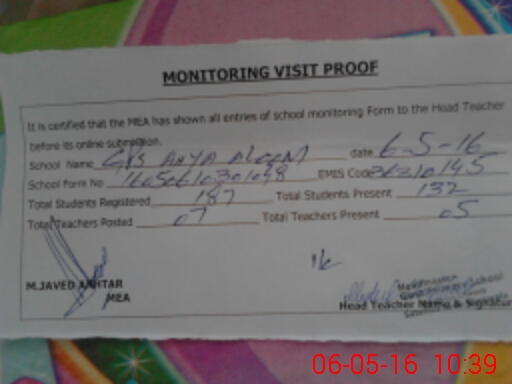 MONITORING VISIT PROOF
It is certified that the MEA has shown all entries of school monitoring Form to the Head Teacher
before its online submission.
School Name GPS date 6-5-16
School Form No EMIS Code
Total Students Registered 187 Total Students Present 132
Total Teachers Posted 07 Total Teachers Present 05
M.JAVED AKHTAR
MEA
Head Teacher Name & Signature
06-05-16 10:39